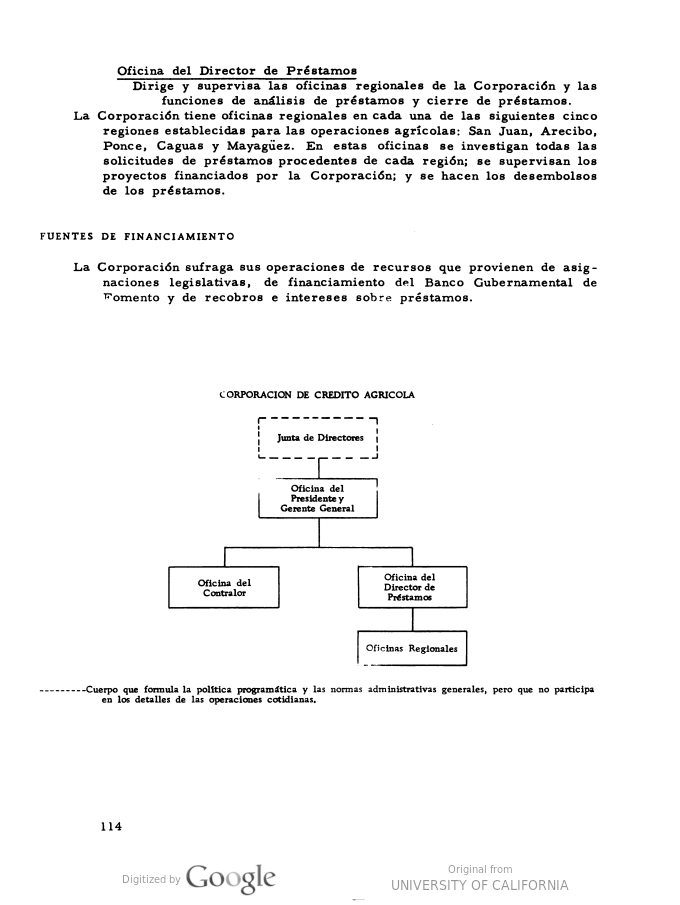 Oficina del Director de Préstamos
Dirige y supervisa las oficinas regionales de la Corporación y las
funciones de análisis de préstamos y cierre de préstamos.
La Corporación tiene oficinas regionales en cada una de las siguientes cinco
regiones establecidas para las operaciones agrícolas: San Juan, Arecibo,
Ponce, Caguas y Mayagüez. En estas oficinas se investigan todas las
solicitudes de préstamos procedentes de cada región; se supervisan los
proyectos financiados por la Corporación; y se hacen los desembolsos
de los préstamos.
FUENTES DE FINANCIAMIENTO
La Corporación sufraga sus operaciones de recursos que provienen de asig-
naciones legislativas, de financiamiento del Banco Gubernamental de
Fomento y de recobros e intereses sobre préstamos.
CORPORACION DE CREDITO AGRICOLA
Junta de Directores
Oficina del
Presidente y
Gerente General
Oficina del
Contralor
Oficina del
Director de
Préstamos
Oficinas Regionales
---------Cuerpo que formula la política programática y las normas administrativas generales, pero que no participa
en los detalles de las operaciones cotidianas.
114
Digitized by Google
Original from
UNIVERSITY OF CALIFORNIA